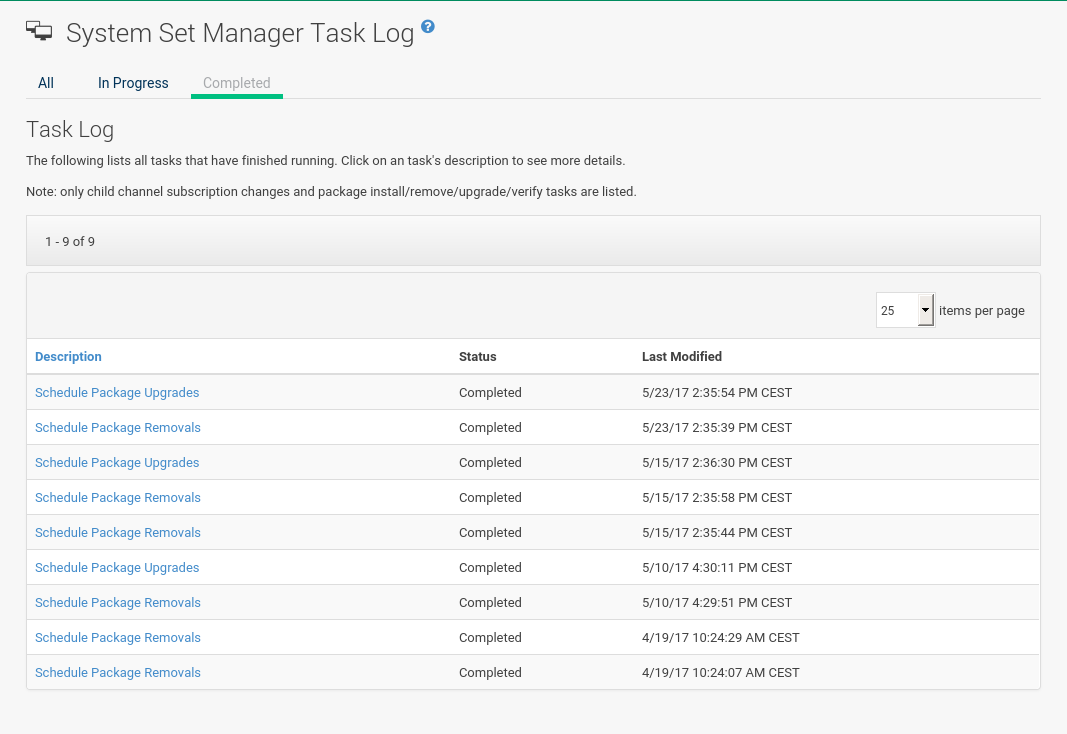 System Set Manager Task Log ?
All In Progress Completed
Task Log
The following lists all tasks that have finished running. Click on an task's description to see more details.
Note: only child channel subscription changes and package install/remove/upgrade/verify tasks are listed.
1 - 9 of 9
25 items per page
Description Status Last Modified
Schedule Package Upgrades Completed 5/23/17 2:35:54 PM CEST
Schedule Package Removals Completed 5/23/17 2:35:39 PM CEST
Schedule Package Upgrades Completed 5/15/17 2:36:30 PM CEST
Schedule Package Removals Completed 5/15/17 2:35:58 PM CEST
Schedule Package Removals Completed 5/15/17 2:35:44 PM CEST
Schedule Package Upgrades Completed 5/10/17 4:30:11 PM CEST
Schedule Package Removals Completed 5/10/17 4:29:51 PM CEST
Schedule Package Removals Completed 4/19/17 10:24:29 AM CEST
Schedule Package Removals Completed 4/19/17 10:24:07 AM CEST